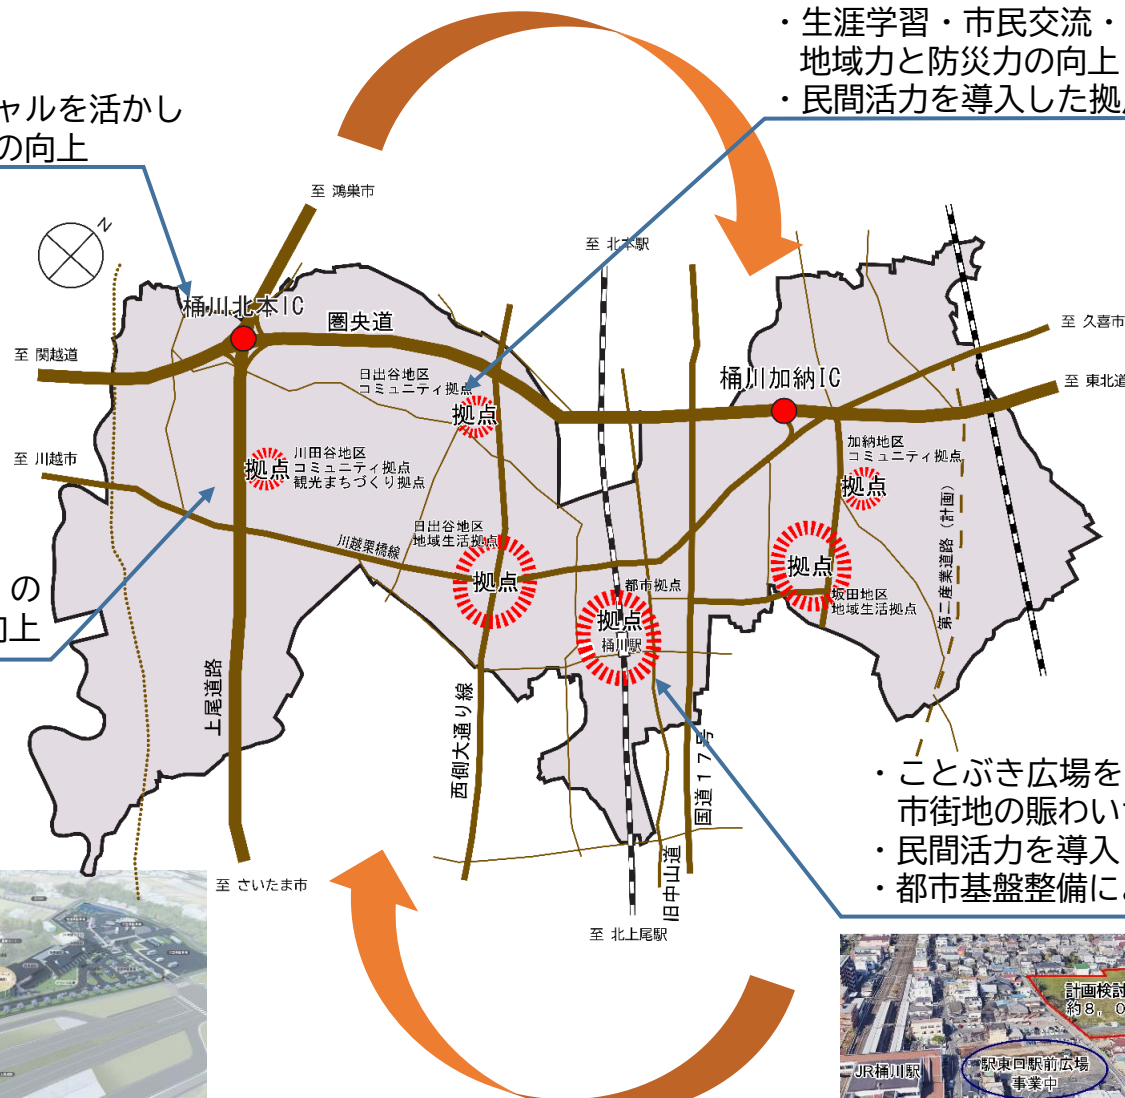 ・生涯学習・市民交流・
地域力と防災力の向上
・民間活力を導入した拠
ャルを活かし
の向上
至 鴻巣市
N
至 北本駅
桶川北本IC
圏央道
至 久喜市
至 関越道
日出谷地区
コミュニティ拠点
拠点
桶川加納IC
至 東北道
至 川越市
拠点
川田谷地区
コミュニティ拠点
観光まちづくり拠点
加納地区
コミュニティ拠点
拠点
第二産業道路(計画)
日出谷地区
地域生活拠点
拠点
川越栗橋線
都市拠点
拠点
桶川駅
拠点
坂田地区
地域生活拠点
の
向上
上尾道路
西側大通り線
国道17号
旧中山道
・ことぶき広場を
市街地の賑わい
・民間活力を導入
・都市基盤整備に
至 さいたま市
至 北上尾駅
計画検討
約8,0
JR桶川駅
駅東口駅前広場
事業中